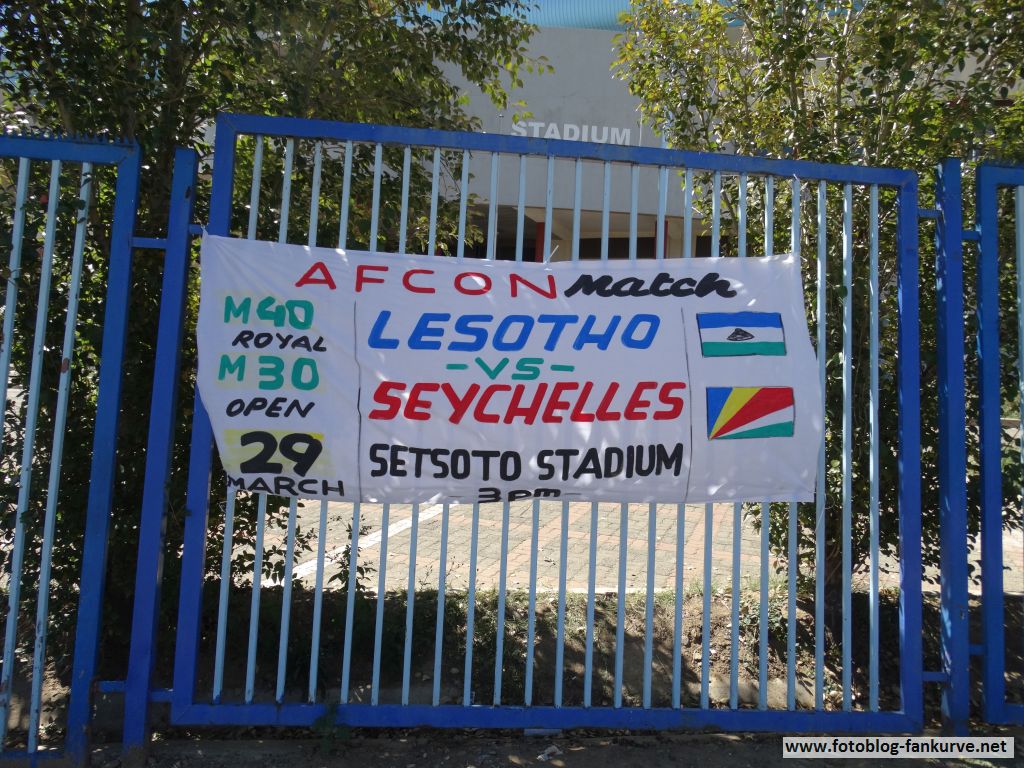 STADIUM
AFCON Match
M40
ROYAL
M30
OPEN
29
MARCH
LESOTHO
-VS-
SEYCHELLES
SETSOTO STADIUM
-3pm-
www.fotoblog-fankurve.net